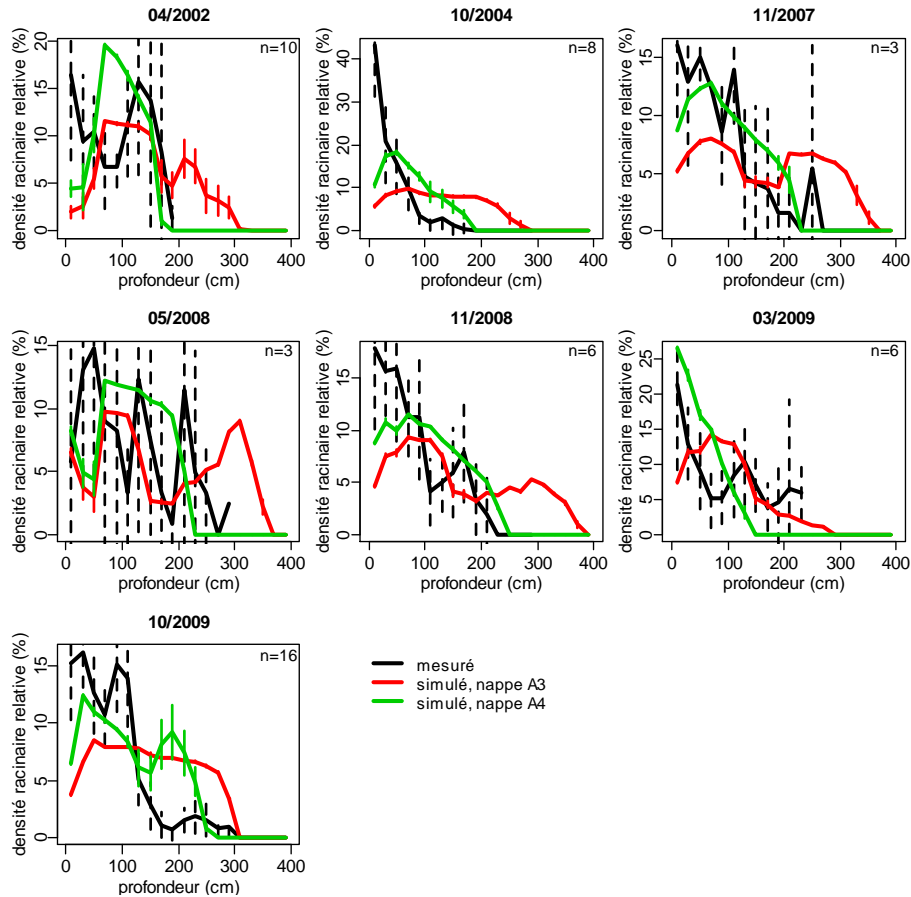 04/2002
n=10
densité racinaire relative (%)
0 5 10 15 20
0 100 200 300 400
profondeur (cm)
10/2004
n=8
densité racinaire relative (%)
0 10 20 30 40
0 100 200 300 400
profondeur (cm)
11/2007
n=3
densité racinaire relative (%)
0 5 10 15
0 100 200 300 400
profondeur (cm)
05/2008
n=3
densité racinaire relative (%)
0 5 10 15
0 100 200 300 400
profondeur (cm)
11/2008
n=6
densité racinaire relative (%)
0 5 10 15
0 100 200 300 400
profondeur (cm)
03/2009
n=6
densité racinaire relative (%)
0 5 10 15 20 25
0 100 200 300 400
profondeur (cm)
10/2009
n=16
densité racinaire relative (%)
0 5 10 15
0 100 200 300 400
profondeur (cm)
mesuré
simulé, nappe A3
simulé, nappe A4